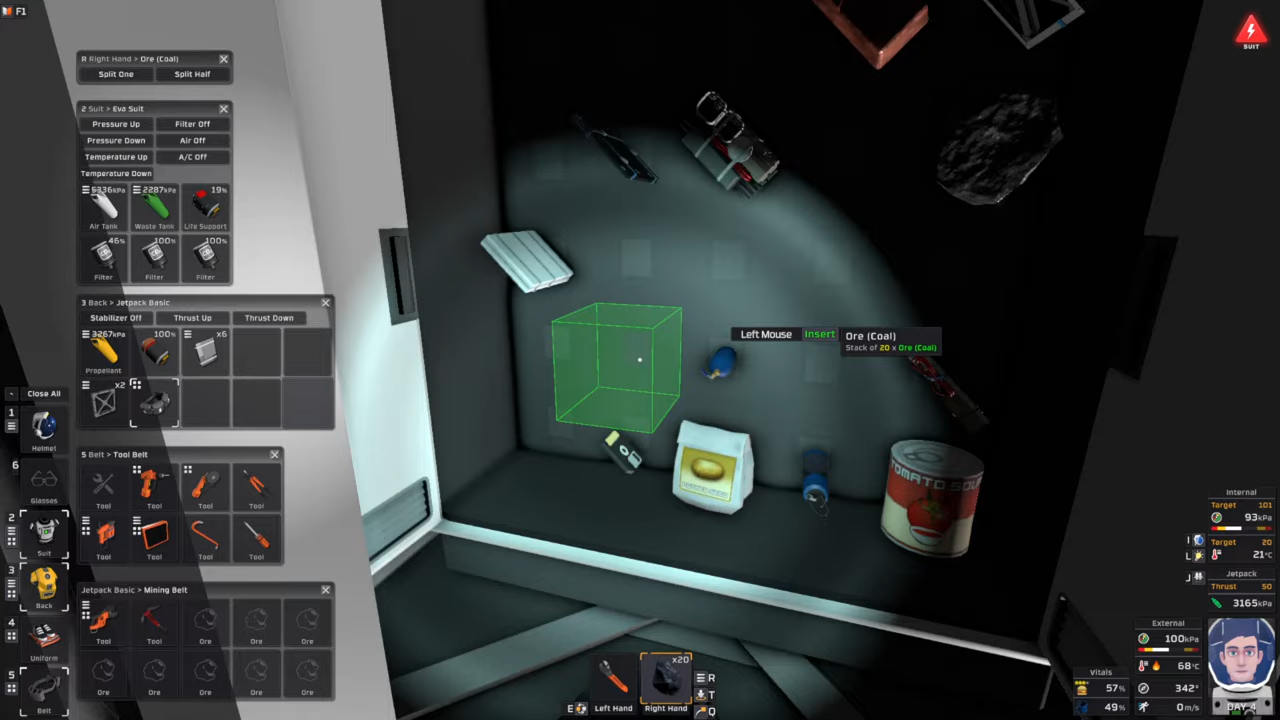 F1
R Right Hand > Ore (Coal)
Split One
Split Half
2 Suit > Eva Suit
Pressure Up
Filter Off
Pressure Down
Air Off
Temperature Up
A/C Off
Temperature Down
5336kPa
2287kPa
19%
Air Tank
Waste Tank
Life Support
46%
100%
100%
Filter
Filter
Filter
3 Back > Jetpack Basic
Stabilizer Off
Thrust Up
Thrust Down
3267kPa
100%
x6
Propellant
x2
Close All
1
Helmet
6
Glasses
2
Suit
3
Back
4
Uniform
5
Belt
5 Belt > Tool Belt
Tool
Tool
Tool
Tool
Tool
Tool
Tool
Tool
Jetpack Basic > Mining Belt
Tool
Tool
Ore
Ore
Ore
Ore
Ore
Ore
Ore
Ore
Left Mouse
Insert
Ore (Coal)
Stack of 20 x Ore (Coal)
TOMATO SOUP
E
Left Hand
x20
Right Hand
R
T
Q
SUIT
Internal
Target 101
93kPa
Target 20
21°C
I
L
J
Jetpack
Thrust 50
3165kPa
External
100kPa
68°C
342°
0m/s
Vitals
57%
49%
DAY 4